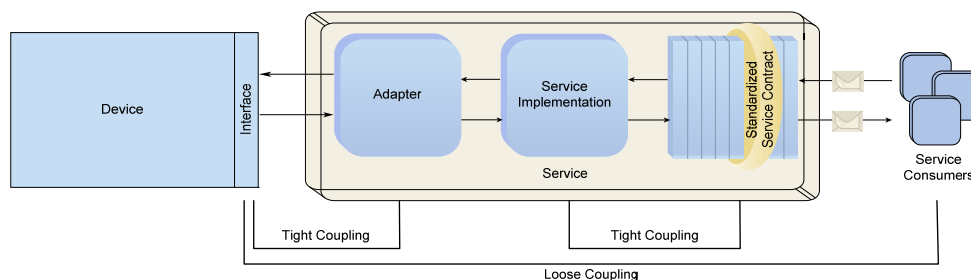 Device
Interface
Adapter
Service
Implementation
Standardized
Service Contract
Service
Service
Consumers
Tight Coupling
Tight Coupling
Loose Coupling